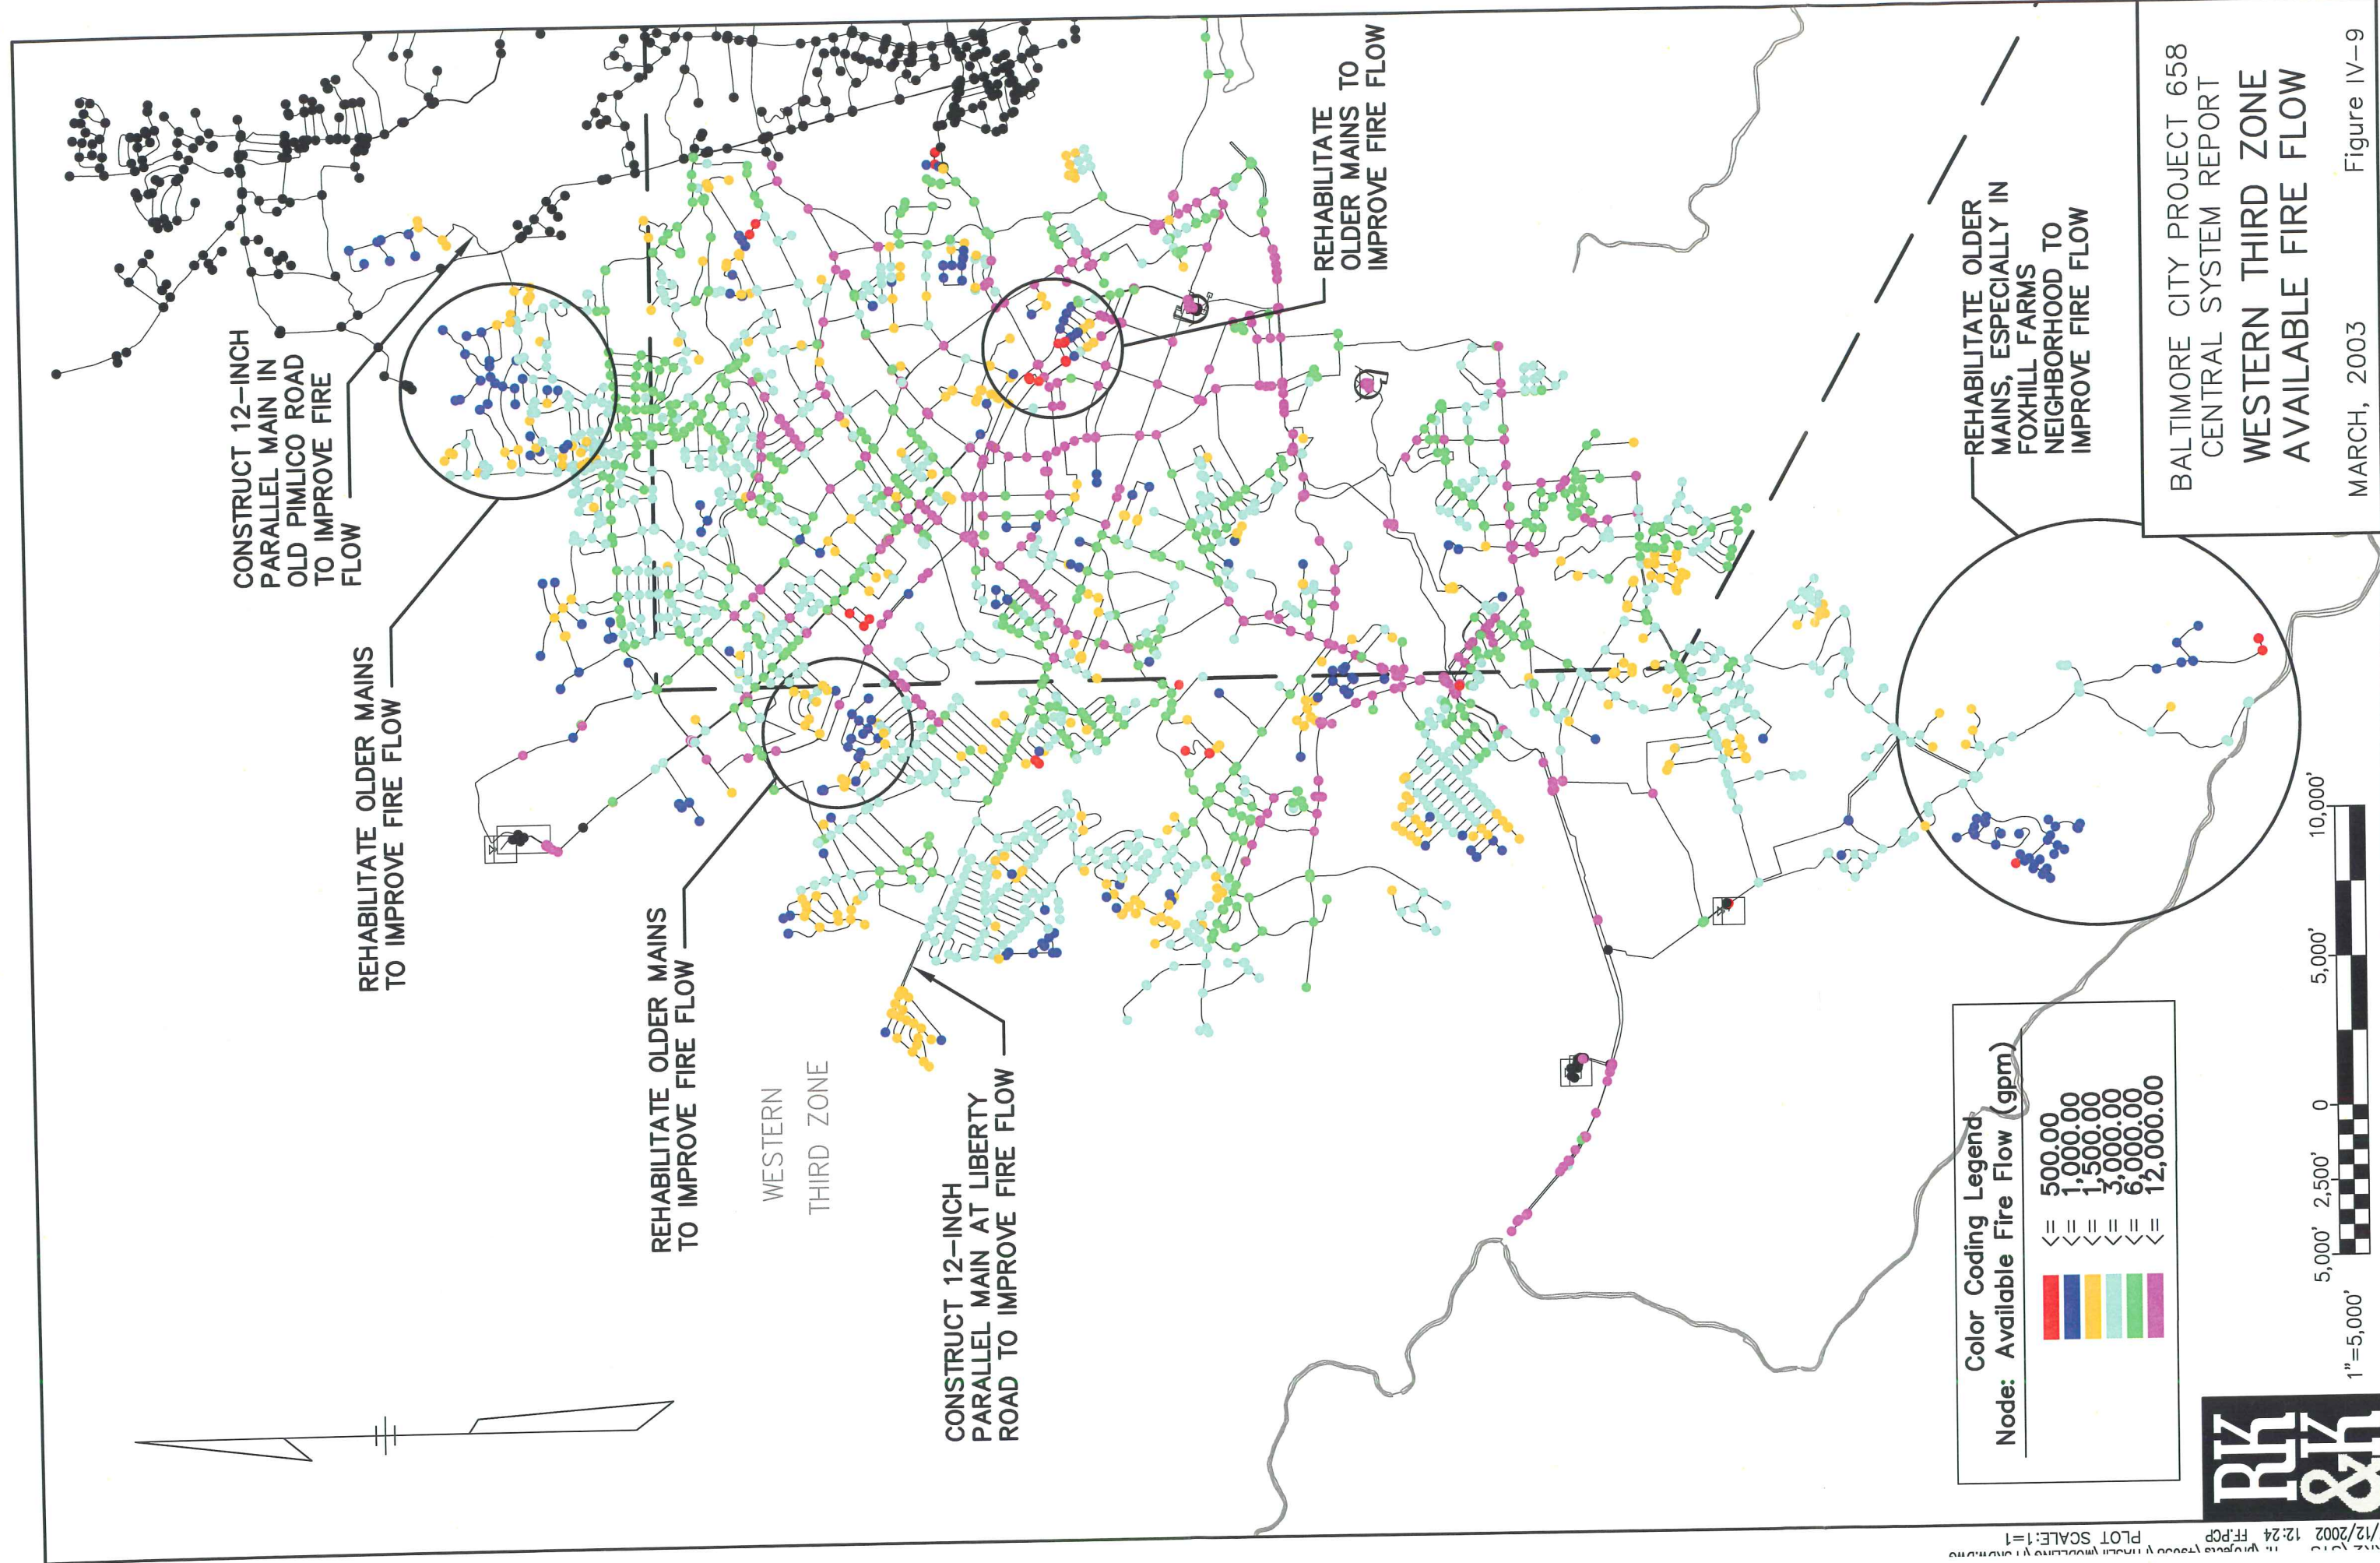 CONSTRUCT 12-INCH
PARALLEL MAIN IN
OLD PIMLICO ROAD
TO IMPROVE FIRE
FLOW
REHABILITATE OLDER MAINS
TO IMPROVE FIRE FLOW
REHABILITATE OLDER MAINS
TO IMPROVE FIRE FLOW
WESTERN
THIRD ZONE
CONSTRUCT 12-INCH
PARALLEL MAIN AT LIBERTY
ROAD TO IMPROVE FIRE FLOW
REHABILITATE
OLDER MAINS TO
IMPROVE FIRE FLOW
REHABILITATE OLDER
MAINS, ESPECIALLY IN
FOXHILL FARMS
NEIGHBORHOOD TO
IMPROVE FIRE FLOW
Color Coding Legend
Node: Available Fire Flow (gpm)
<= 500.00
<= 1,000.00
<= 1,500.00
<= 3,000.00
<= 6,000.00
<= 12,000.00
5,000' 2,500' 0 5,000' 10,000'
1"=5,000'
BALTIMORE CITY PROJECT 658
CENTRAL SYSTEM REPORT
WESTERN THIRD ZONE
AVAILABLE FIRE FLOW
MARCH, 2003 Figure IV-9
RK
&K
/12/2002 12:24 FF.PCP PLOT SCALE:1=1